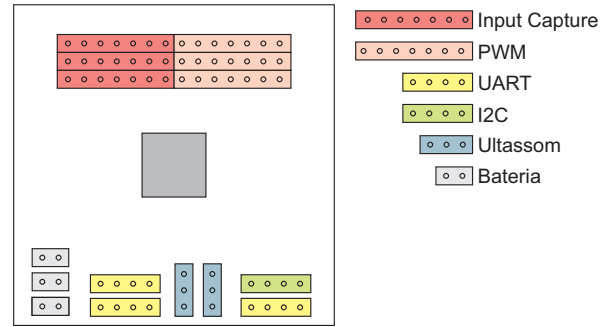 Input Capture
PWM
UART
I2C
Ultassom
Bateria